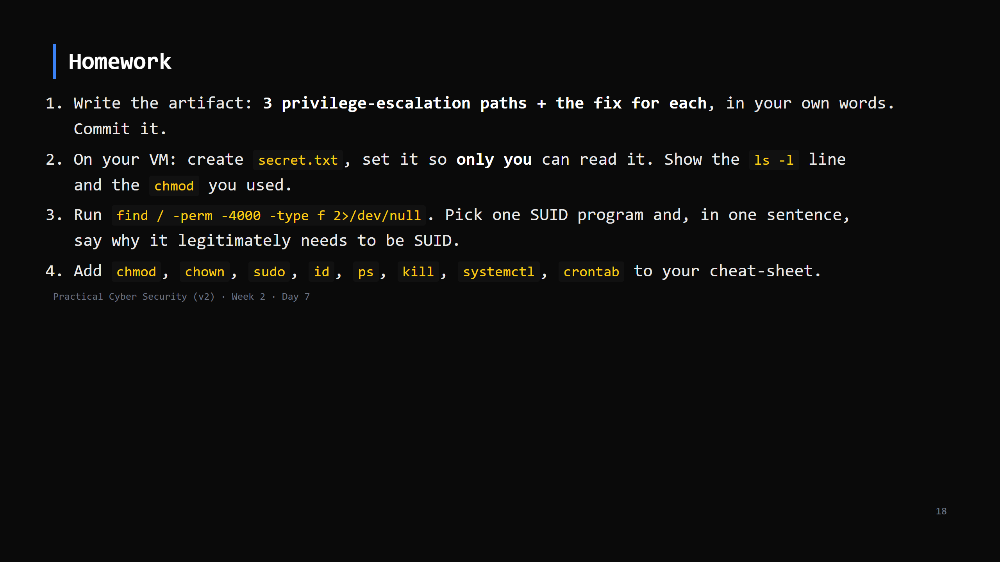 Homework
1. Write the artifact: 3 privilege-escalation paths + the fix for each, in your own words.
Commit it.
2. On your VM: create secret.txt, set it so only you can read it. Show the ls -l line
and the chmod you used.
3. Run find / -perm -4000 -type f 2>/dev/null. Pick one SUID program and, in one sentence,
say why it legitimately needs to be SUID.
4. Add chmod, chown, sudo, id, ps, kill, systemctl, crontab to your cheat-sheet.
Practical Cyber Security (v2) · Week 2 · Day 7
18